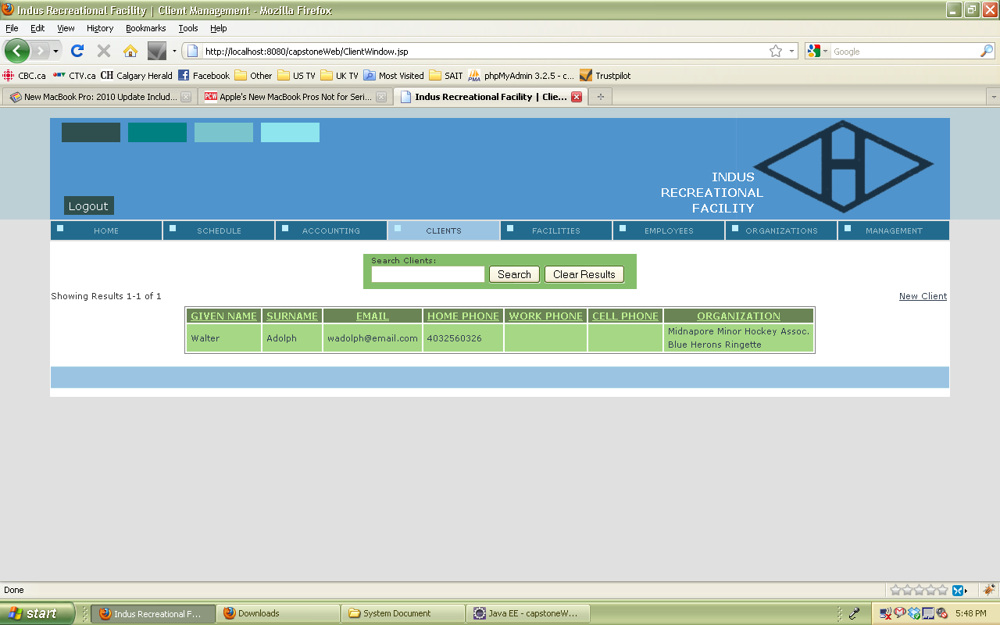 Indus Recreational Facility | Client Management - Mozilla Firefox
File Edit View History Bookmarks Tools Help
http://localhost:8080/capstoneWeb/ClientWindow.jsp
Google
CBC.ca CTV.ca Calgary Herald Facebook Other US TV UK TV Most Visited SAIT phpMyAdmin 3.2.5 - c... Trustpilot
New MacBook Pro: 2010 Update Includ... Apple's New MacBook Pros Not for Seri... Indus Recreational Facility | Clie...
INDUS
RECREATIONAL
FACILITY
Logout
HOME SCHEDULE ACCOUNTING CLIENTS FACILITIES EMPLOYEES ORGANIZATIONS MANAGEMENT
Search Clients:
Search Clear Results
Showing Results 1-1 of 1
New Client
GIVEN NAME SURNAME EMAIL HOME PHONE WORK PHONE CELL PHONE ORGANIZATION
Walter Adolph wadolph@email.com 4032560326 Midnapore Minor Hockey Assoc.
Blue Herons Ringette
Done
start Indus Recreational F... Downloads System Document Java EE - capstoneW... 5:48 PM